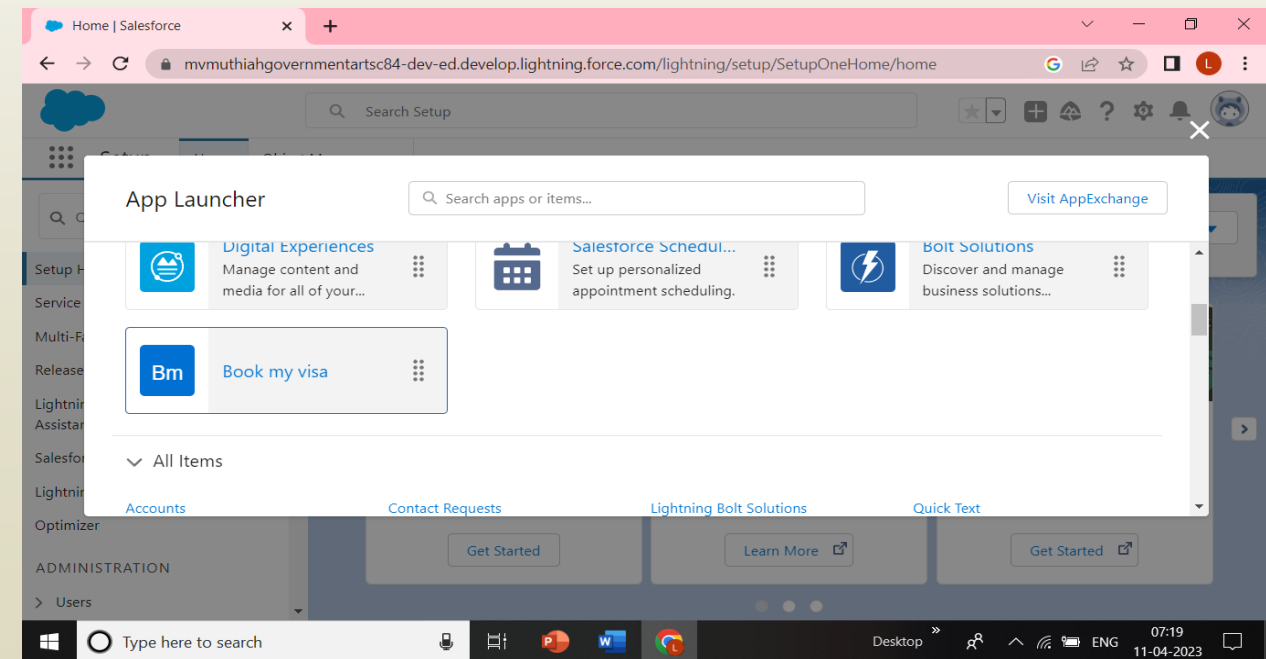 Home | Salesforce
mvmuthiahgovernmentartsc84-dev-ed.develop.lightning.force.com/lightning/setup/SetupOneHome/home
L
Search Setup
App Launcher
Search apps or items...
Visit AppExchange
Digital Experiences
Manage content and
media for all of your...
Salesforce Schedul...
Set up personalized
appointment scheduling.
Bolt Solutions
Discover and manage
business solutions...
Bm
Book my visa
All Items
Accounts
Contact Requests
Lightning Bolt Solutions
Quick Text
Setup H
Service
Multi-Fa
Release
Lightnin
Assistan
Salesfor
Lightnin
Optimizer
ADMINISTRATION
Users
Get Started
Learn More
Get Started
Type here to search
Desktop
ENG
07:19
11-04-2023